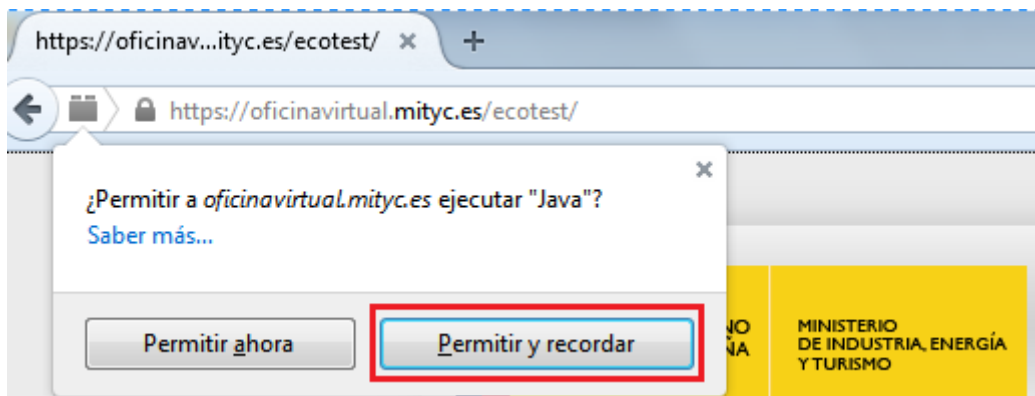 https://oficinav...ityc.es/ecotest/
https://oficinavirtual.mityc.es/ecotest/
¿Permitir a oficinavirtual.mityc.es ejecutar "Java"?
Saber más...
Permitir ahora
Permitir y recordar
MINISTERIO
DE INDUSTRIA, ENERGÍA
Y TURISMO